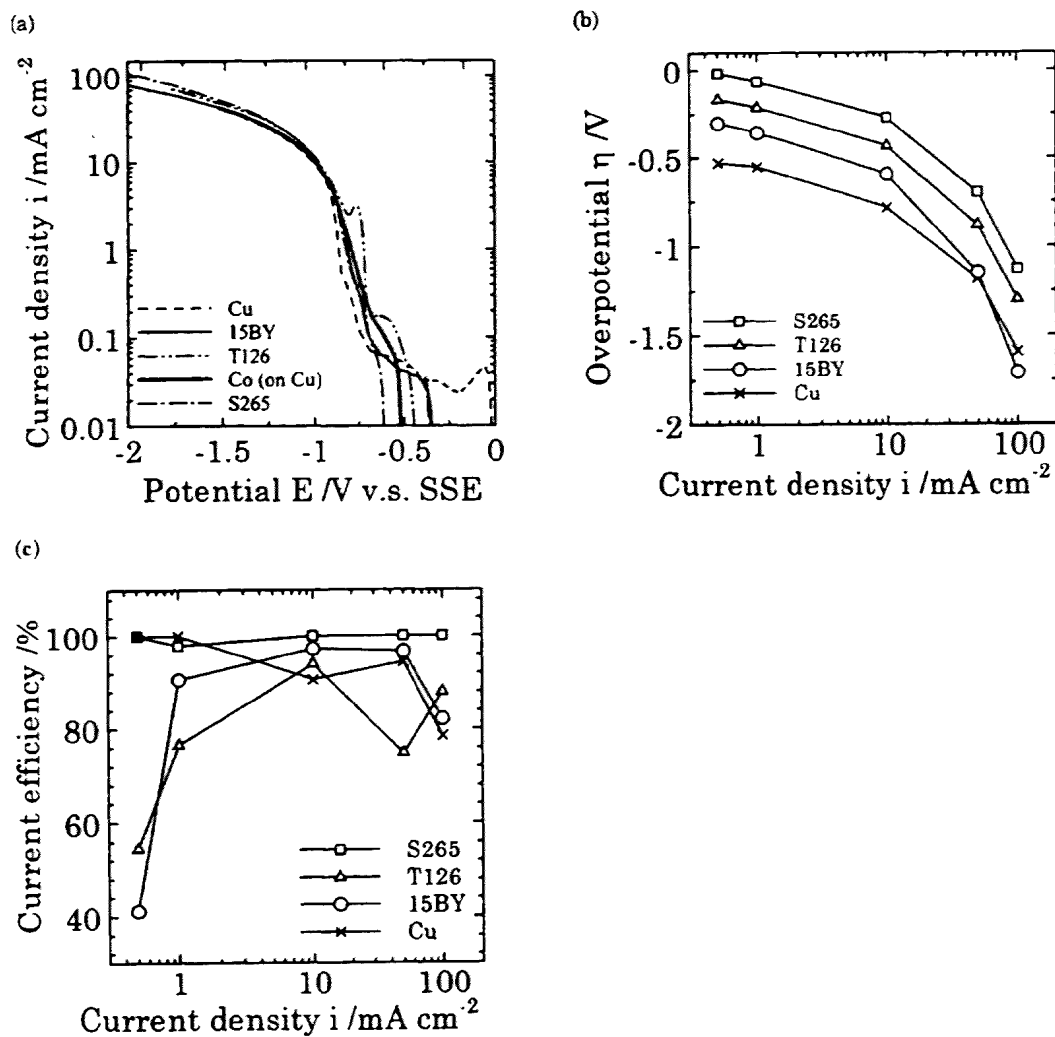 (a)
100
10
1
0.1
0.01
Current density i /mA cm-2
Cu
15BY
T126
Co (on Cu)
S265
-2
-1.5
-1
-0.5
0
Potential E /V v.s. SSE
(b)
0
-0.5
-1
-1.5
-2
Overpotential η /V
S265
T126
15BY
Cu
1
10
100
Current density i /mA cm-2
(c)
100
80
60
40
Current efficiency /%
S265
T126
15BY
Cu
1
10
100
Current density i /mA cm-2